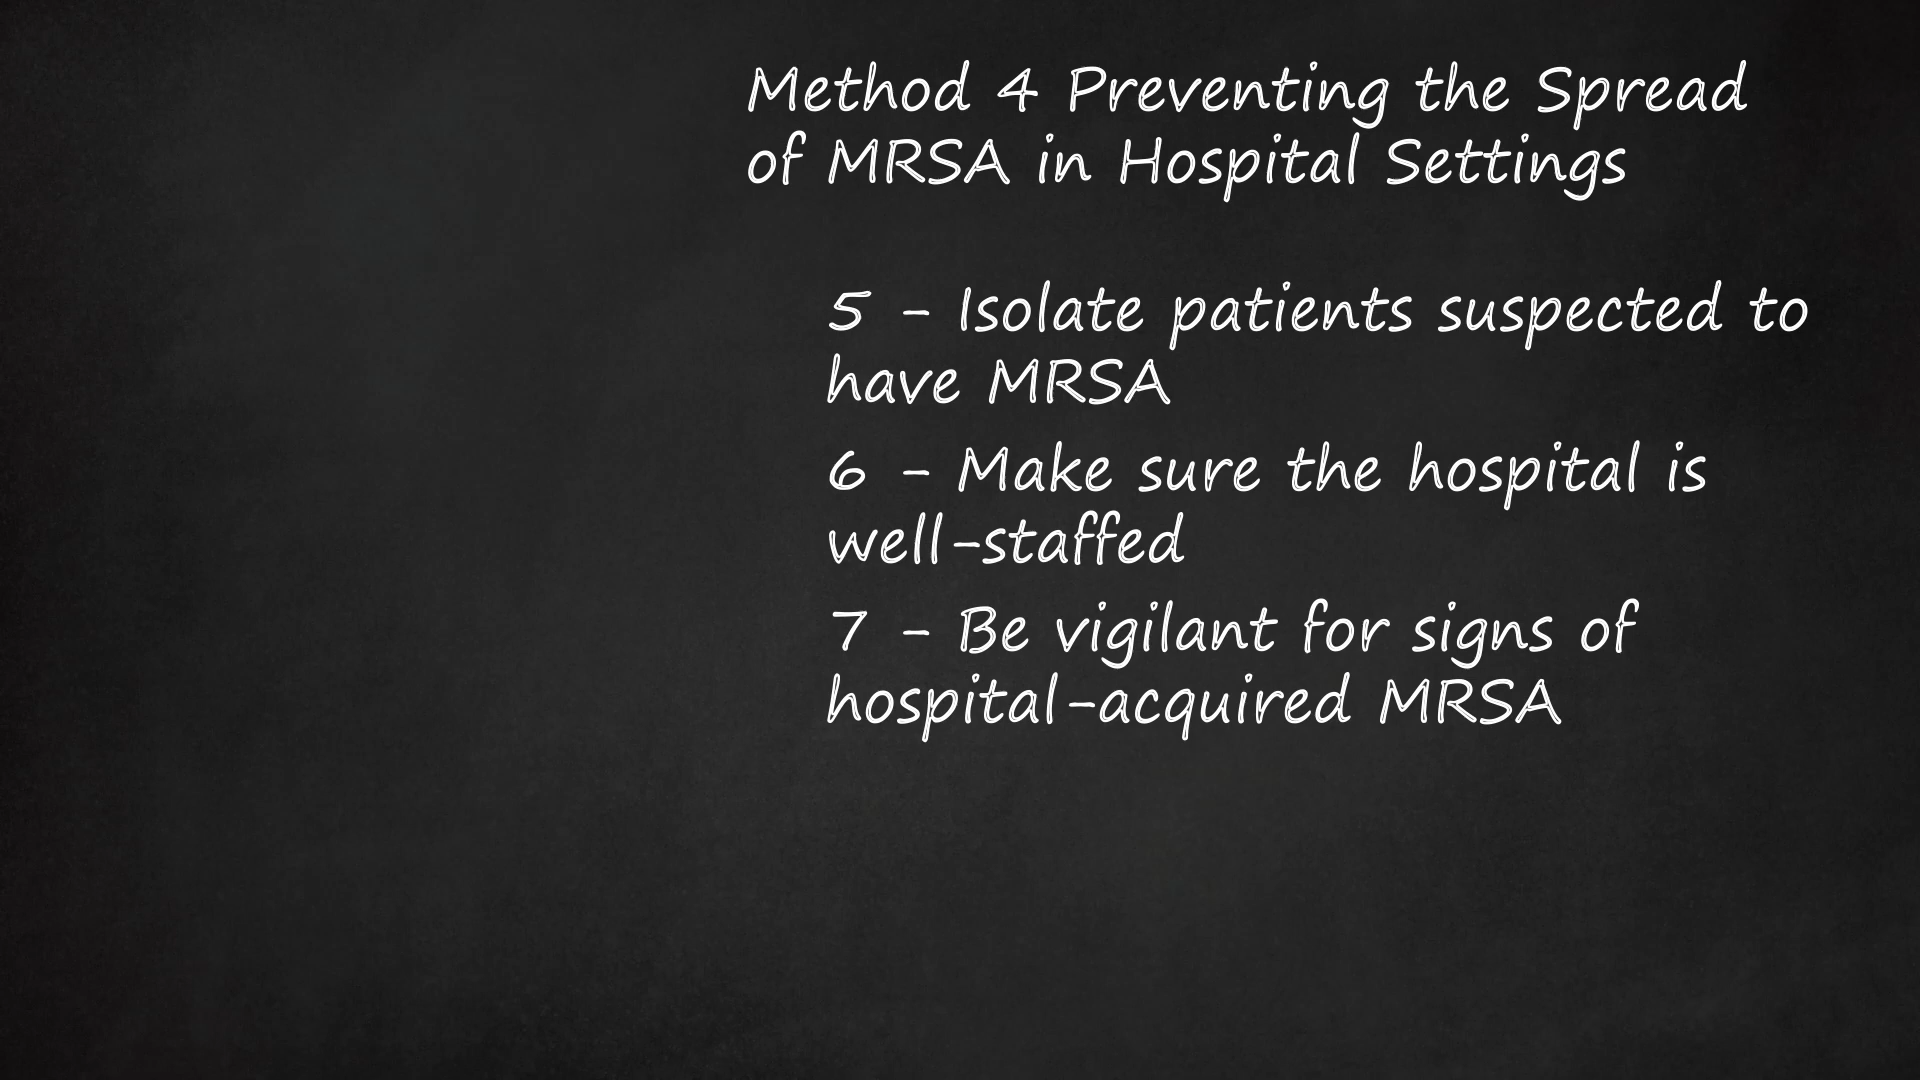 Method 4 Preventing the Spread
of MRSA in Hospital Settings
5 - Isolate patients suspected to
have MRSA
6 - Make sure the hospital is
well-staffed
7 - Be vigilant for signs of
hospital-acquired MRSA